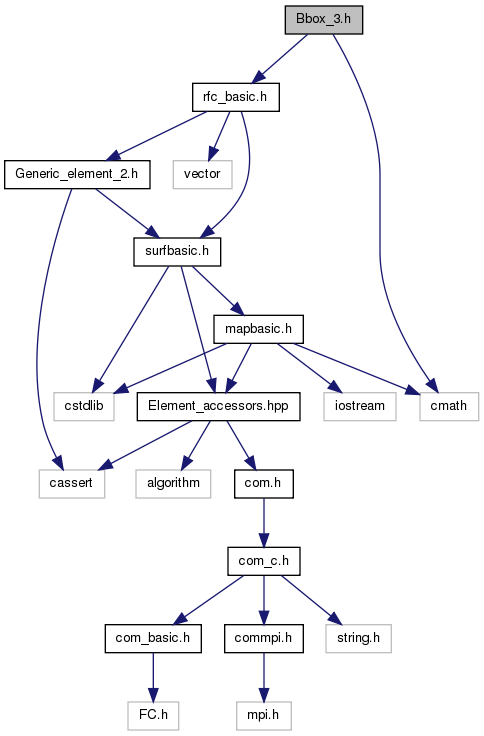 Bbox_3.h
rfc_basic.h
Generic_element_2.h
vector
surfbasic.h
mapbasic.h
cstdlib
Element_accessors.hpp
iostream
cmath
cassert
algorithm
com.h
com_c.h
com_basic.h
commpi.h
string.h
FC.h
mpi.h